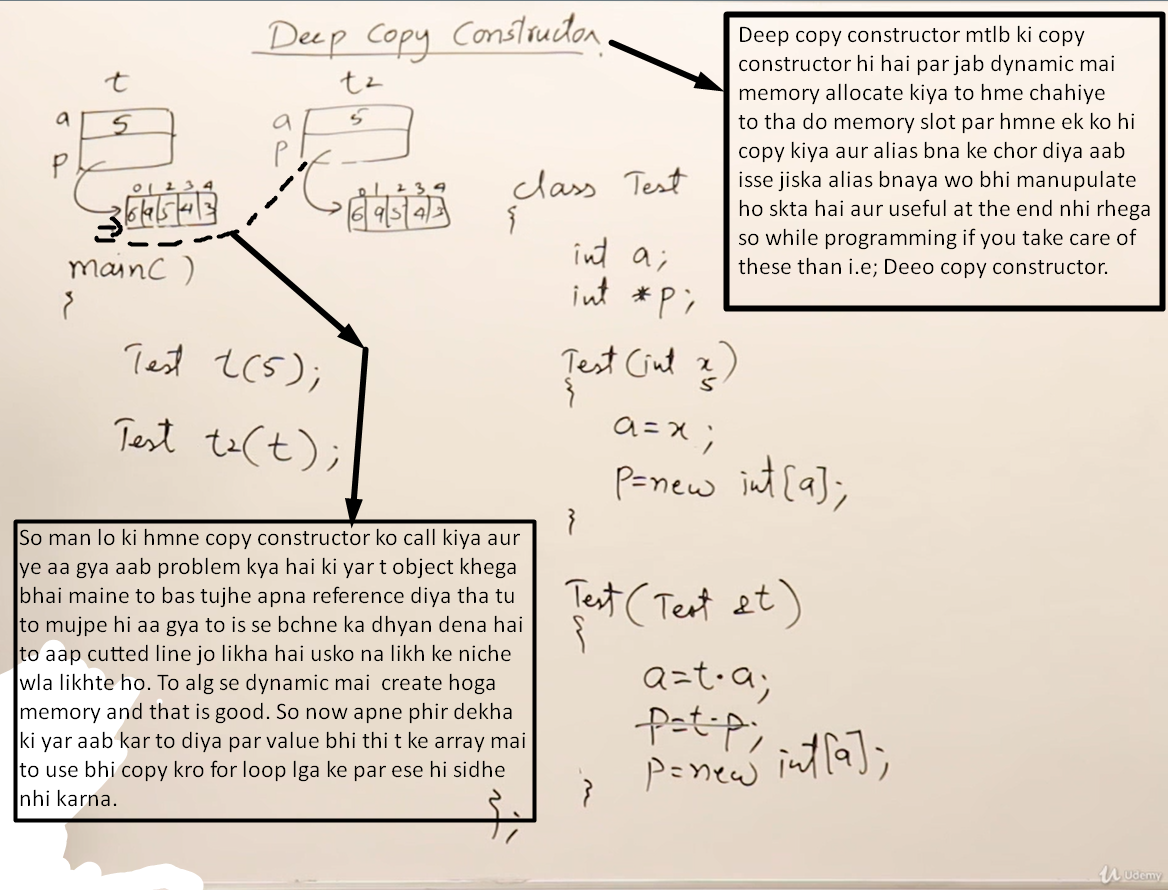 Deep Copy Constructor.
Deep copy constructor mtlb ki copy
constructor hi hai par jab dynamic mai
memory allocate kiya to hme chahiye
to tha do memory slot par hmne ek ko hi
copy kiya aur alias bna ke chor diya aab
isse jiska alias bnaya wo bhi manupulate
ho skta hai aur useful at the end nhi rhega
so while programming if you take care of
these than i.e; Deeo copy constructor.
t
a 5
P
0 1 2 3 4
6 9 5 4 3
t2
a 5
P
0 1 2 3 4
6 9 5 4 3
main( )
{
Test t(5);
Test t2(t);
class Test
{
int a;
int *p;
Test(int x)
5
{
a=x;
P=new int[a];
}
Test(Test &t)
{
a=t.a;
P=t.p;
P=new int[a];
}
};
So man lo ki hmne copy constructor ko call kiya aur
ye aa gya aab problem kya hai ki yar t object khega
bhai maine to bas tujhe apna reference diya tha tu
to mujpe hi aa gya to is se bchne ka dhyan dena hai
to aap cutted line jo likha hai usko na likh ke niche
wla likhte ho. To alg se dynamic mai create hoga
memory and that is good. So now apne phir dekha
ki yar aab kar to diya par value bhi thi t ke array mai
to use bhi copy kro for loop lga ke par ese hi sidhe
nhi karna.
Udemy